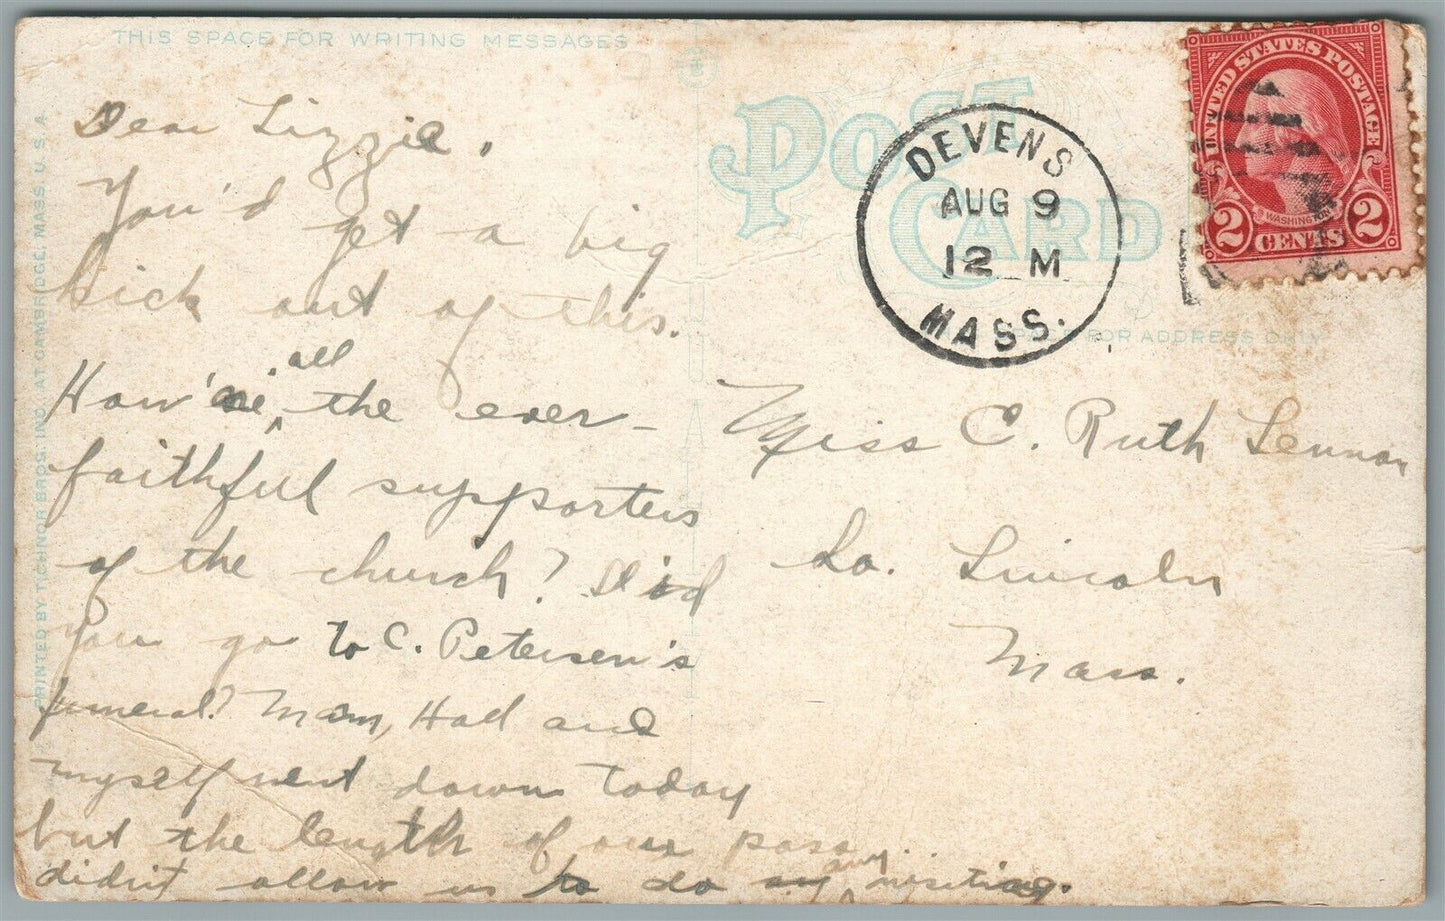 THIS SPACE FOR WRITING MESSAGES
PRINTED BY TICHNOR BROS. INC., AT CAMBRIDGE, MASS. U. S. A.
Dear Lizzie,
You'd get a big
kick out of this.
How 'are all the ever-
faithful supporters
of the church? Did
you go to C. Petersen's
funeral? Mom, Hal and
myself went down today
but the length of our pass
didn't allow us to do any visiting.
POST CARD
SPACE FOR ADDRESS ONLY
DEVENS
AUG 9
12 M
MASS.
UNITED STATES POSTAGE
WASHINGTON
2 CENTS 2
Miss C. Ruth Lennon
So. Lincoln
Mass.